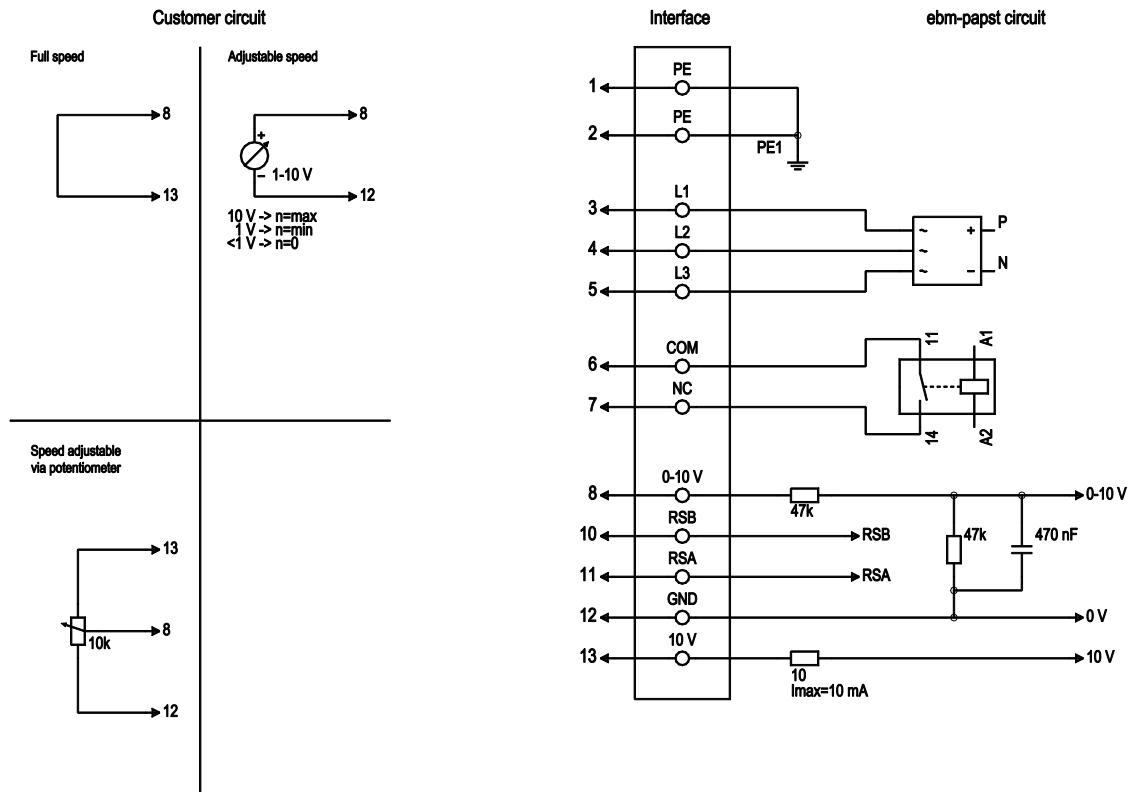 Customer circuit
Interface
ebm-papst circuit
Full speed
Adjustable speed
8
13
8
+
– 1-10 V
12
10 V -> n=max
1 V -> n=min
<1 V -> n=0
Speed adjustable
via potentiometer
13
8
10k
12
1
PE
2
PE
PE1
3
L1
4
L2
5
L3
~
~
~
+
–
P
N
6
COM
7
NC
11
14
A1
A2
8
0-10 V
47k
0-10 V
10
RSB
RSB
47k
470 nF
11
RSA
RSA
12
GND
0 V
13
10 V
10
Imax=10 mA
10 V